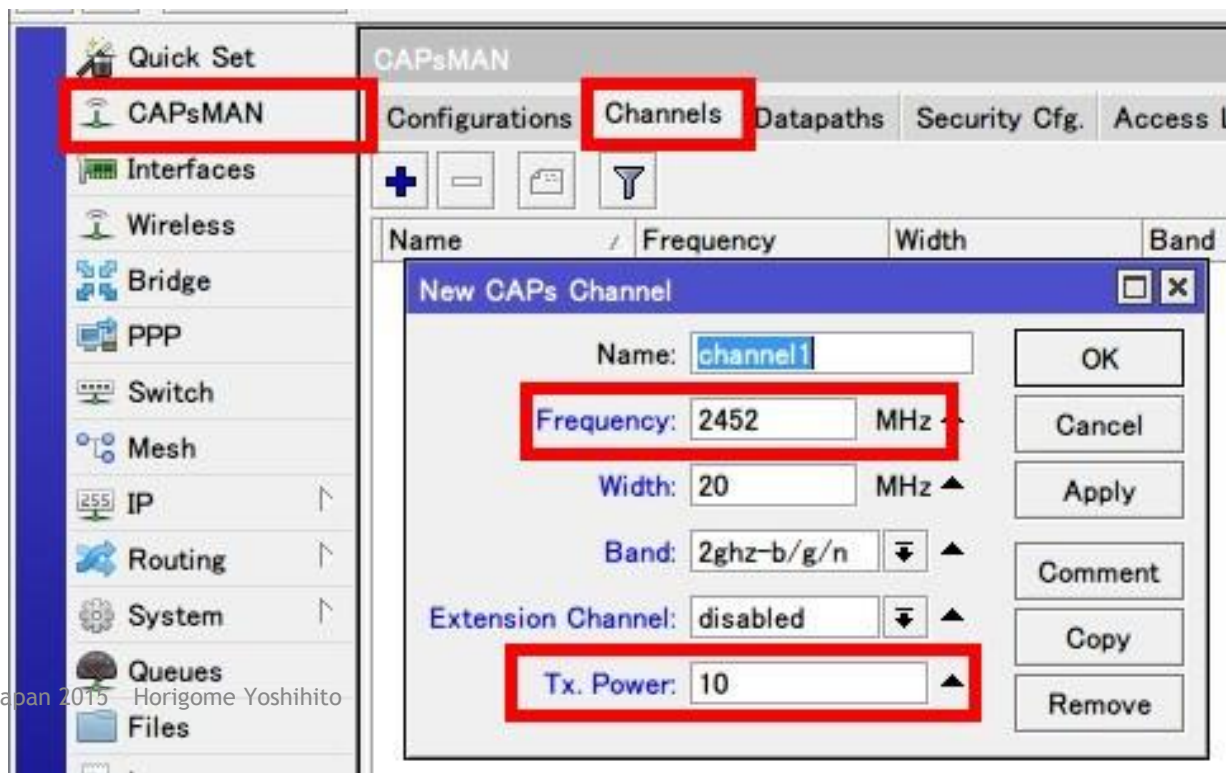 Quick Set
CAPsMAN
Interfaces
Wireless
Bridge
PPP
Switch
Mesh
255 IP
Routing
System
Queues
apan 2015 Horigome Yoshihito
Files
CAPsMAN
Configurations Channels Datapaths Security Cfg. Access
Name Frequency Width Band
New CAPs Channel
Name: channel1
Frequency: 2452 MHz
Width: 20 MHz
Band: 2ghz-b/g/n
Extension Channel: disabled
Tx. Power: 10
OK
Cancel
Apply
Comment
Copy
Remove